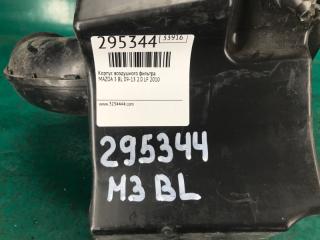 295344 33916
Корпус воздушного фильтра
MAZDA 3 BL 09-13 2.0 LF 2010
www.3254444.com
295344
M3 BL